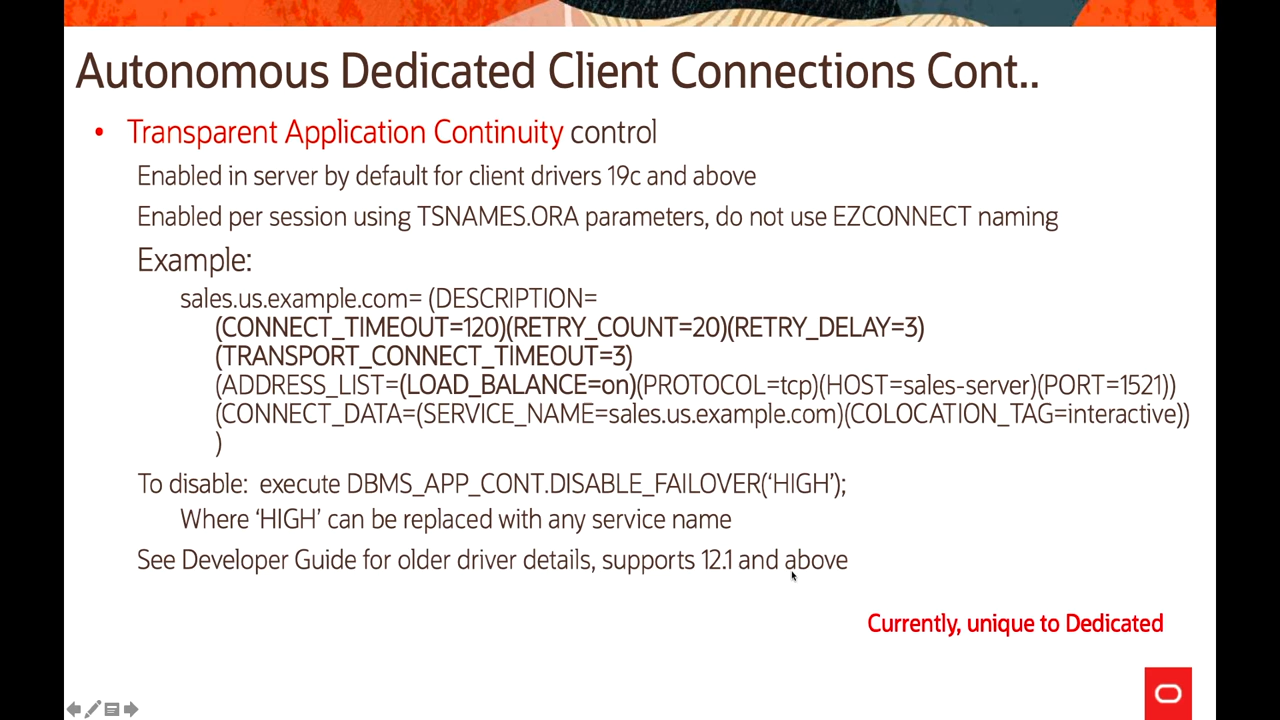 Autonomous Dedicated Client Connections Cont..
• Transparent Application Continuity control
Enabled in server by default for client drivers 19c and above
Enabled per session using TSNAMES.ORA parameters, do not use EZCONNECT naming
Example:
sales.us.example.com= (DESCRIPTION=
(CONNECT_TIMEOUT=120)(RETRY_COUNT=20)(RETRY_DELAY=3)
(TRANSPORT_CONNECT_TIMEOUT=3)
(ADDRESS_LIST=(LOAD_BALANCE=on)(PROTOCOL=tcp)(HOST=sales-server)(PORT=1521))
(CONNECT_DATA=(SERVICE_NAME=sales.us.example.com)(COLOCATION_TAG=interactive))
)
To disable:  execute DBMS_APP_CONT.DISABLE_FAILOVER(‘HIGH’);
Where ‘HIGH’ can be replaced with any service name
See Developer Guide for older driver details, supports 12.1 and above
Currently, unique to Dedicated